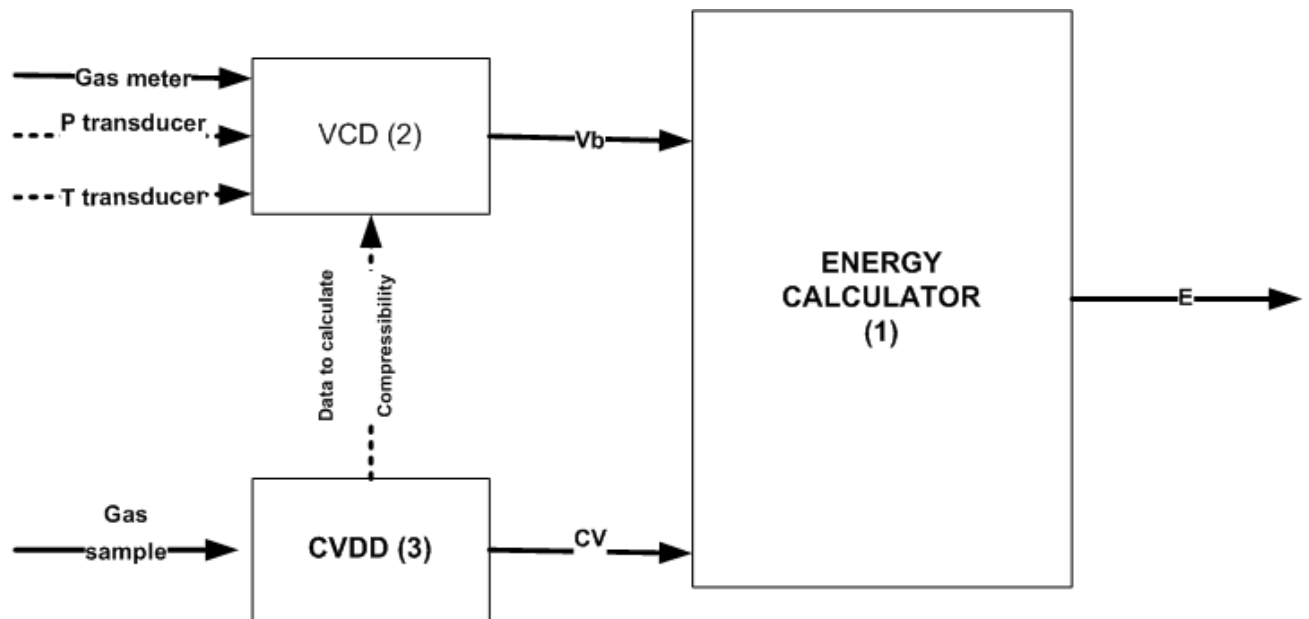 Gas meter
P transducer
T transducer
VCD (2)
Vb
ENERGY
CALCULATOR
(1)
E
Data to calculate
Compressibility
Gas
sample
CVDD (3)
CV